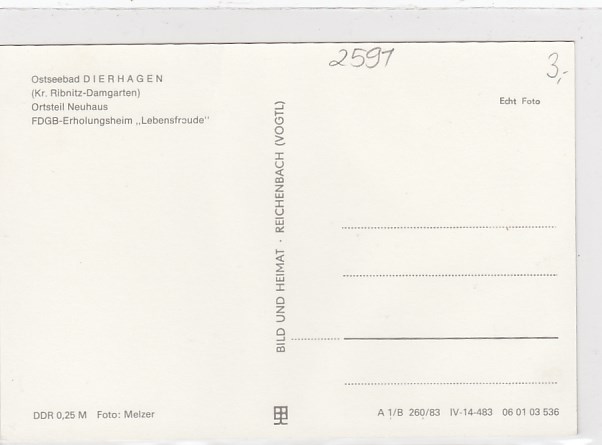 2591
3,-
Ostseebad DIERHAGEN
(Kr. Ribnitz-Damgarten)
Ortsteil Neuhaus
FDGB-Erholungsheim „Lebensfreude"
Echt Foto
BILD UND HEIMAT · REICHENBACH (VOGTL)
DDR 0,25 M Foto: Melzer
A 1/B 260/83 IV-14-483 06 01 03 536